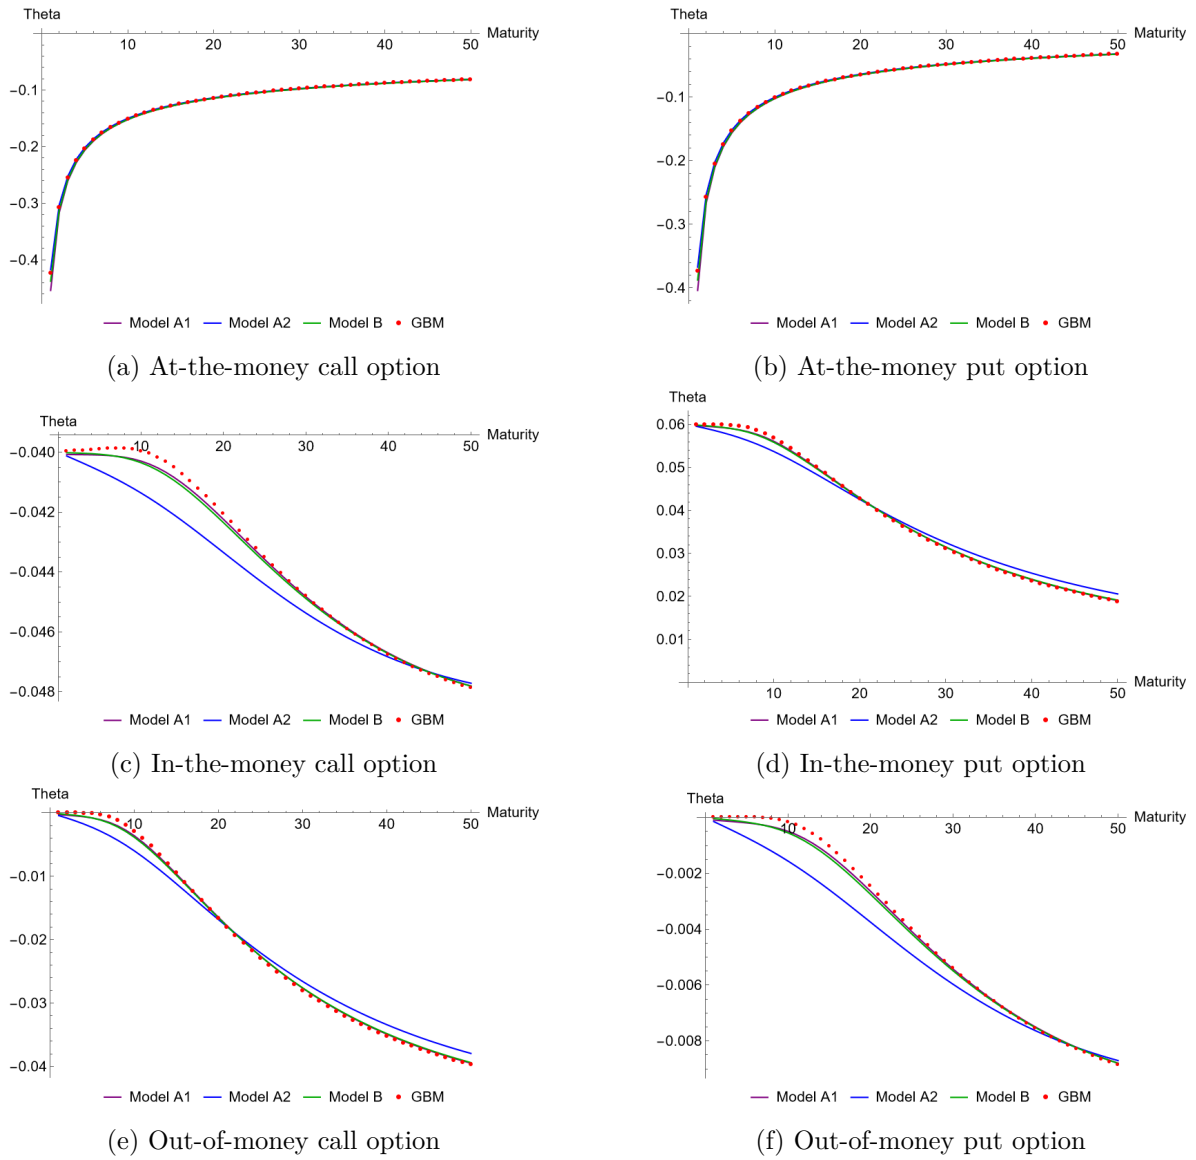 Theta
Maturity
10 20 30 40 50
−0.1
−0.2
−0.3
−0.4
Model A1 Model A2 Model B GBM
(a) At-the-money call option
Theta
Maturity
10 20 30 40 50
−0.1
−0.2
−0.3
−0.4
Model A1 Model A2 Model B GBM
(b) At-the-money put option
Theta
Maturity
10 20 30 40 50
−0.040
−0.042
−0.044
−0.046
−0.048
Model A1 Model A2 Model B GBM
(c) In-the-money call option
Theta
0.06
0.05
0.04
0.03
0.02
0.01
Maturity
10 20 30 40 50
Model A1 Model A2 Model B GBM
(d) In-the-money put option
Theta
Maturity
10 20 30 40 50
−0.01
−0.02
−0.03
−0.04
Model A1 Model A2 Model B GBM
(e) Out-of-money call option
Theta
Maturity
10 20 30 40 50
−0.002
−0.004
−0.006
−0.008
Model A1 Model A2 Model B GBM
(f) Out-of-money put option